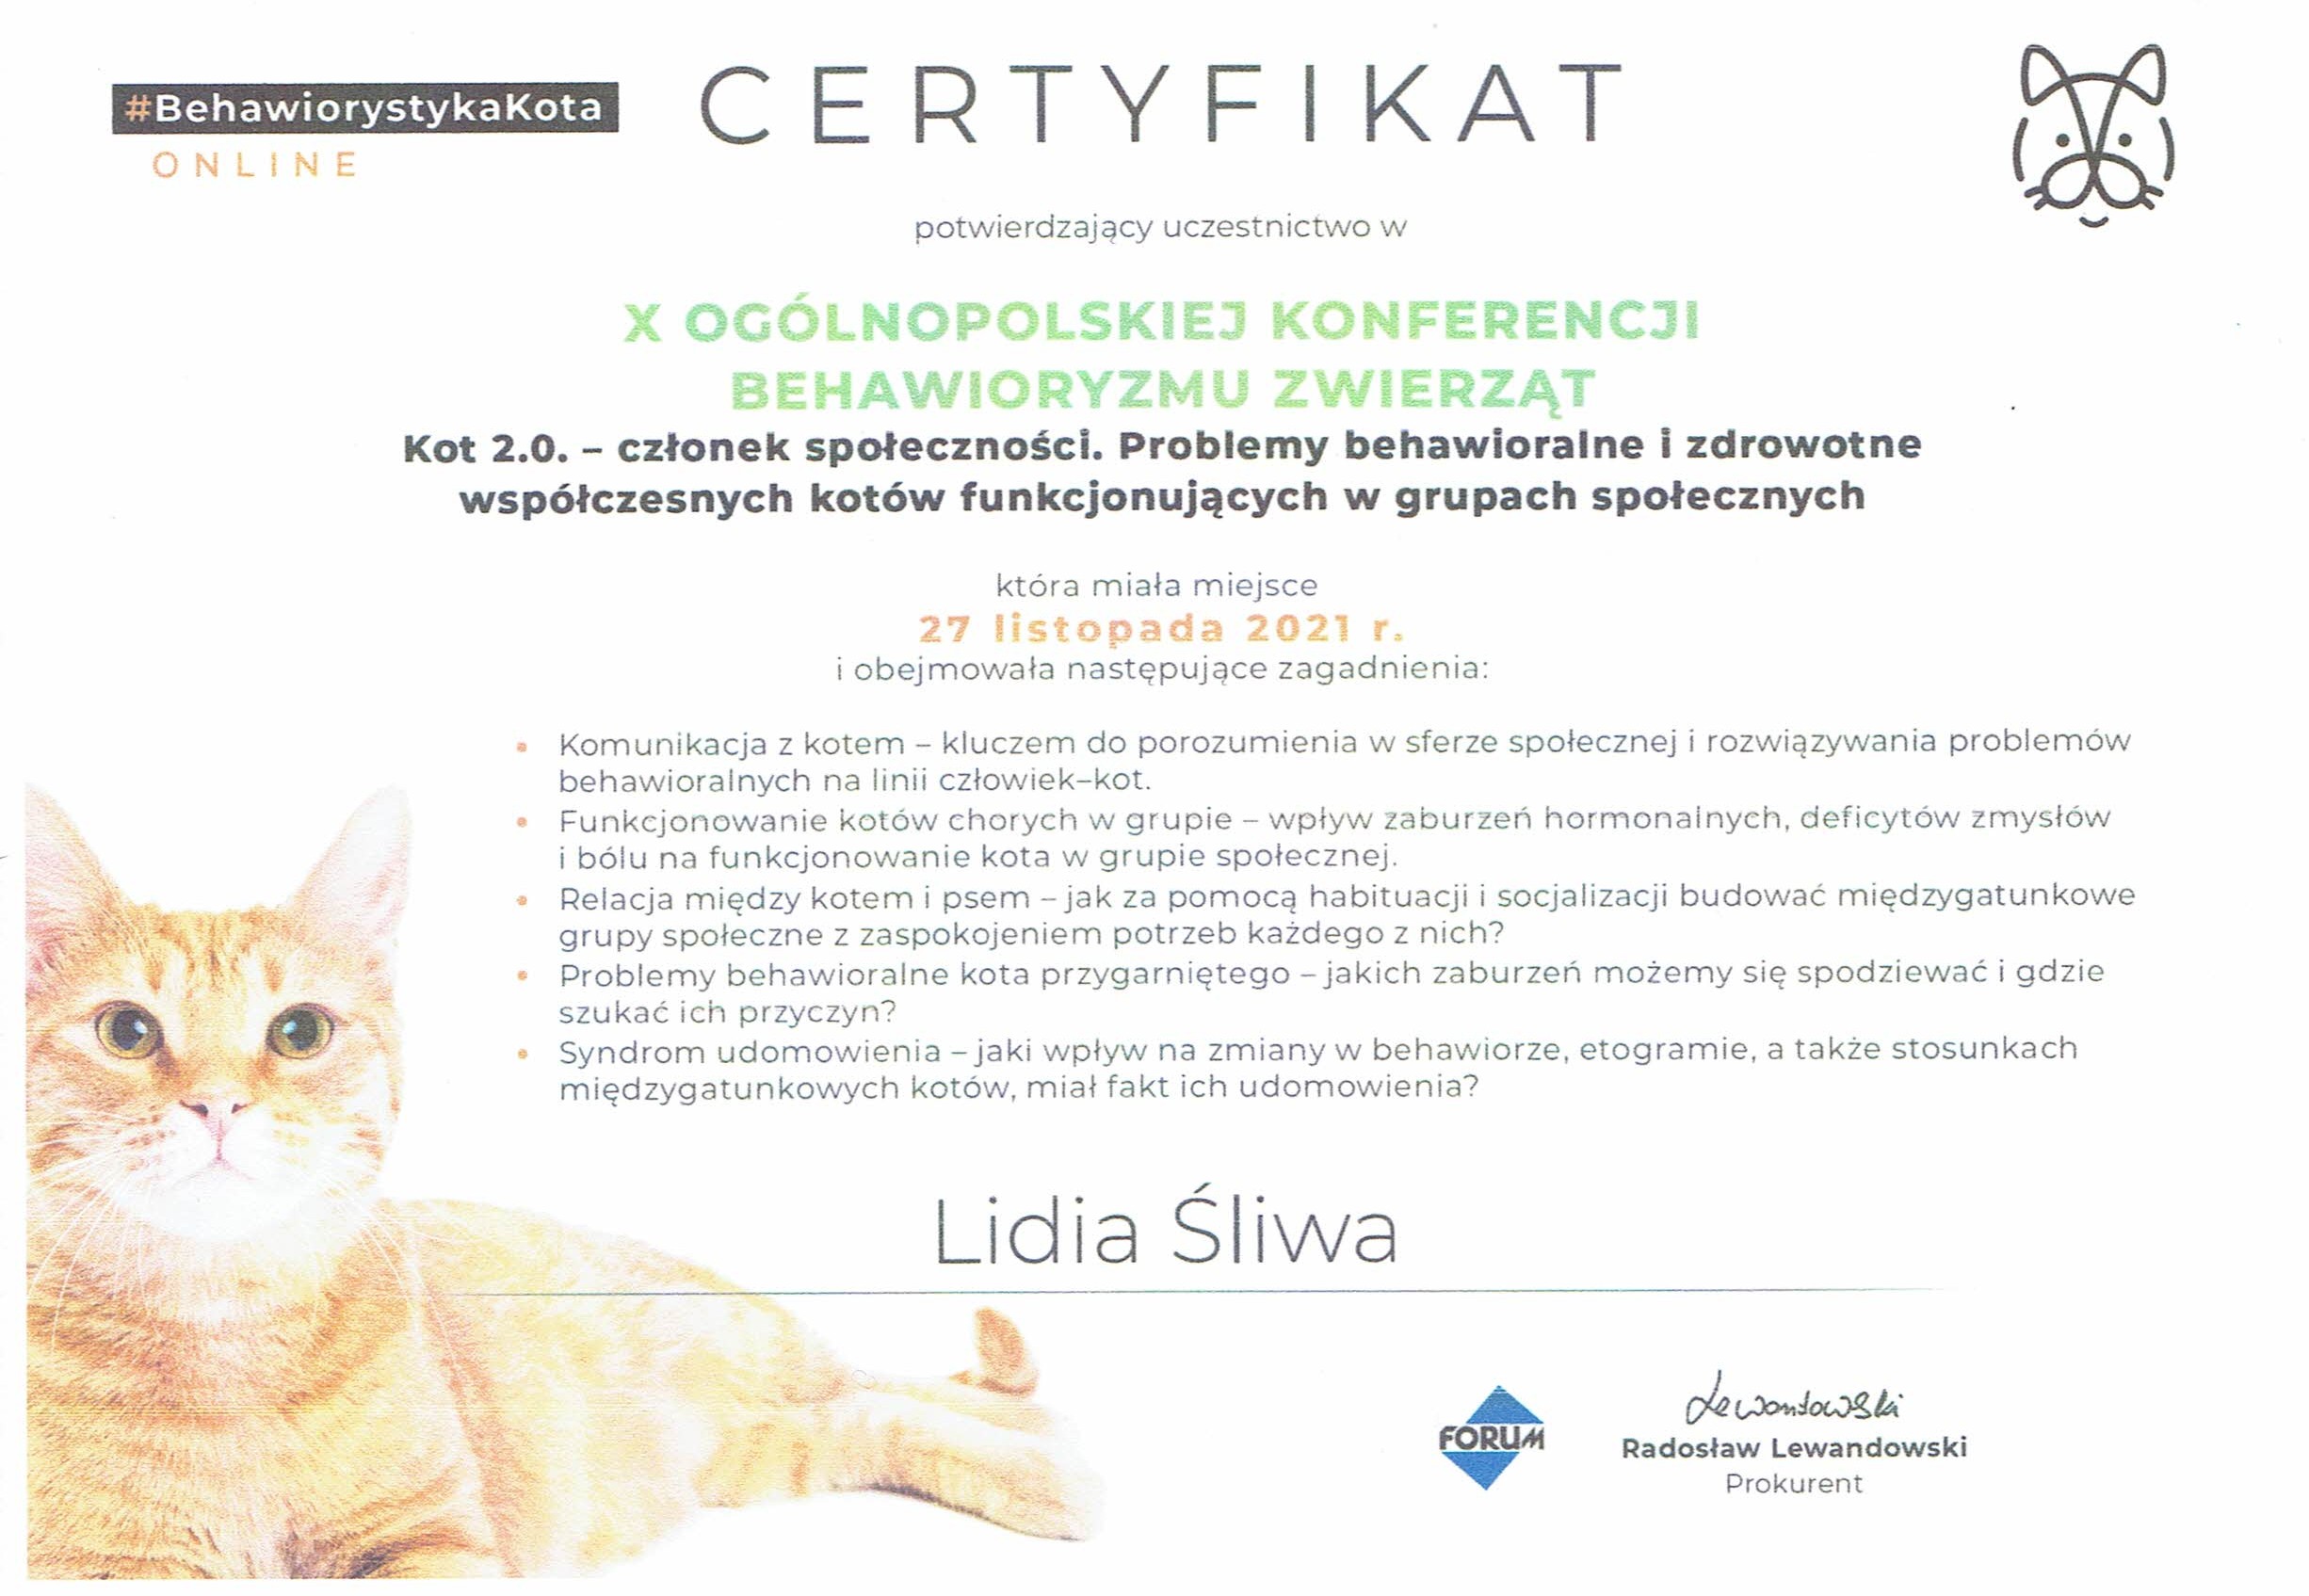 #BehawiorystykaKota
ONLINE
CERTYFIKAT
potwierdzający uczestnictwo w
X OGÓLNOPOLSKIEJ KONFERENCJI
BEHAWIORYZMU ZWIERZĄT
Kot 2.0. – członek społeczności. Problemy behawioralne i zdrowotne
współczesnych kotów funkcjonujących w grupach społecznych
która miała miejsce
27 listopada 2021 r.
i obejmowała następujące zagadnienia:
• Komunikacja z kotem – kluczem do porozumienia w sferze społecznej i rozwiązywania problemów
behawioralnych na linii człowiek–kot.
• Funkcjonowanie kotów chorych w grupie – wpływ zaburzeń hormonalnych, deficytów zmysłów
i bólu na funkcjonowanie kota w grupie społecznej.
• Relacja między kotem i psem – jak za pomocą habituacji i socjalizacji budować międzygatunkowe
grupy społeczne z zaspokojeniem potrzeb każdego z nich?
• Problemy behawioralne kota przygarniętego – jakich zaburzeń możemy się spodziewać i gdzie
szukać ich przyczyn?
• Syndrom udomowienia – jaki wpływ na zmiany w behawiorze, etogramie, a także stosunkach
międzygatunkowych kotów, miał fakt ich udomowienia?
Lidia Śliwa
FORUM
Lewandowski
Radosław Lewandowski
Prokurent